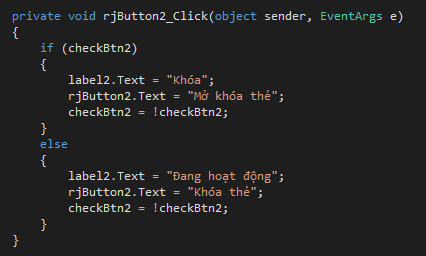 private void rjButton2_Click(object sender, EventArgs e)
{
    if (checkBtn2)
    {
        label2.Text = "Khóa";
        rjButton2.Text = "Mở khóa thẻ";
        checkBtn2 = !checkBtn2;
    }
    else
    {
        label2.Text = "Đang hoạt động";
        rjButton2.Text = "Khóa thẻ";
        checkBtn2 = !checkBtn2;
    }
}